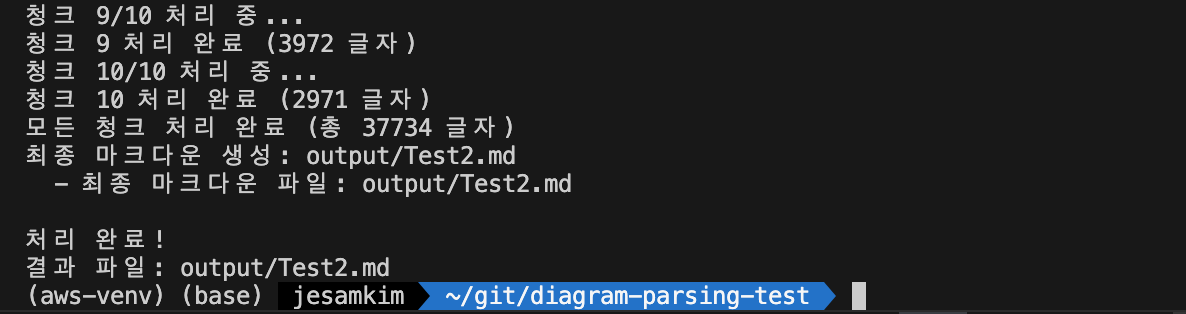 청크 9/10 처리 중...
청크 9 처리 완료 (3972 글자)
청크 10/10 처리 중...
청크 10 처리 완료 (2971 글자)
모든 청크 처리 완료 (총 37734 글자)
최종 마크다운 생성: output/Test2.md
  - 최종 마크다운 파일: output/Test2.md

처리 완료!
결과 파일: output/Test2.md
(aws-venv) (base) jesamkim ~/git/diagram-parsing-test